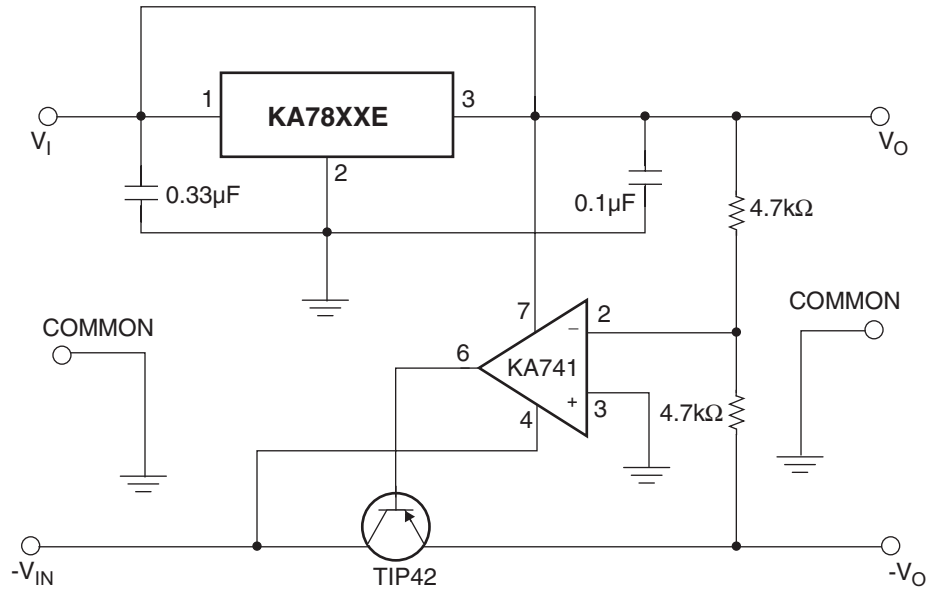 1
KA78XXE
3
V_I
V_O
2
0.33μF
0.1μF
4.7kΩ
COMMON
COMMON
7
2
−
6
KA741
+
3
4
4.7kΩ
-V_IN
TIP42
-V_O